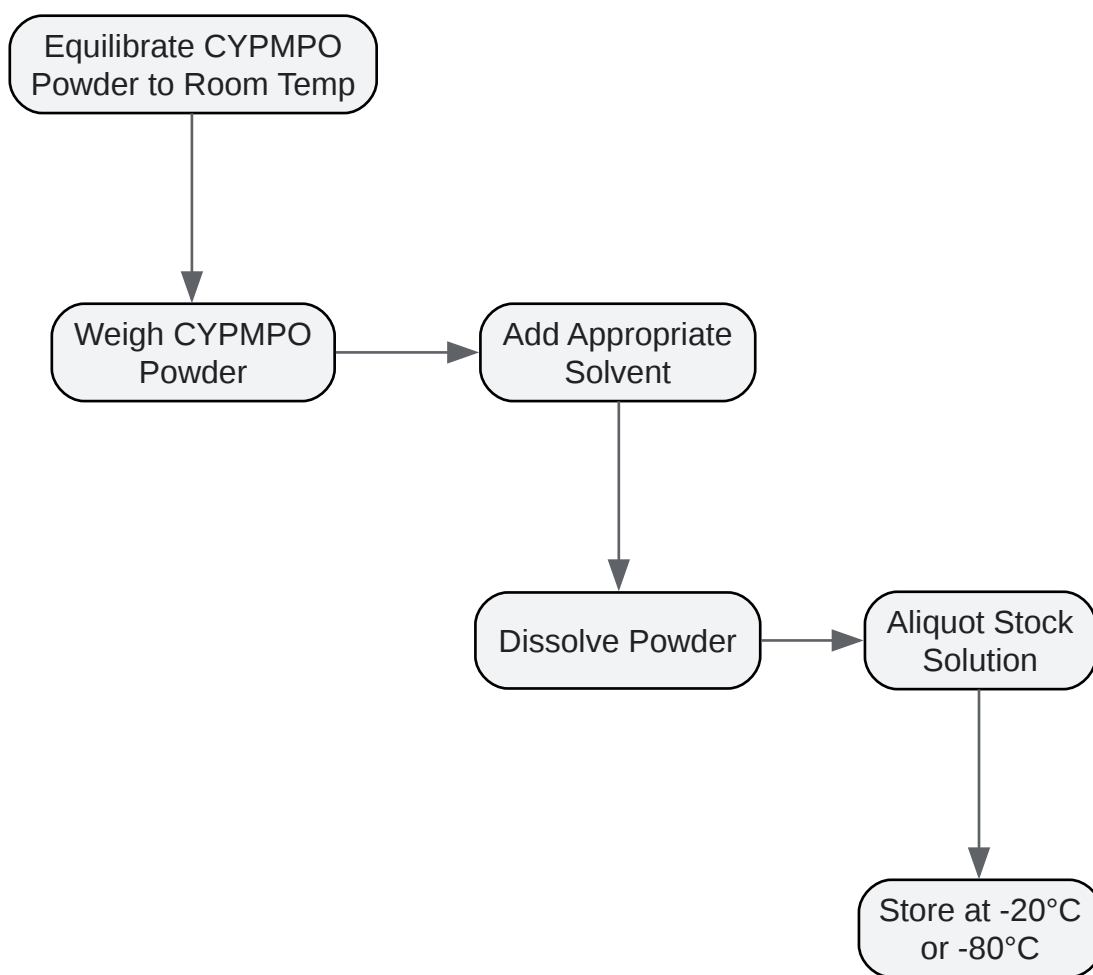 Equilibrate CYPMPO
Powder to Room Temp
Weigh CYPMPO
Powder
Add Appropriate
Solvent
Dissolve Powder
Aliquot Stock
Solution
Store at -20°C
or -80°C